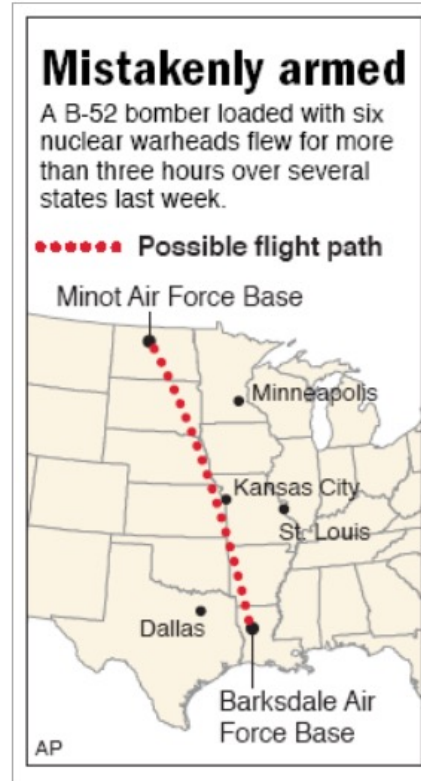 Mistakenly armed
A B-52 bomber loaded with six
nuclear warheads flew for more
than three hours over several
states last week.
Possible flight path
Minot Air Force Base
Minneapolis
Kansas City
St. Louis
Dallas
Barksdale Air
Force Base
AP